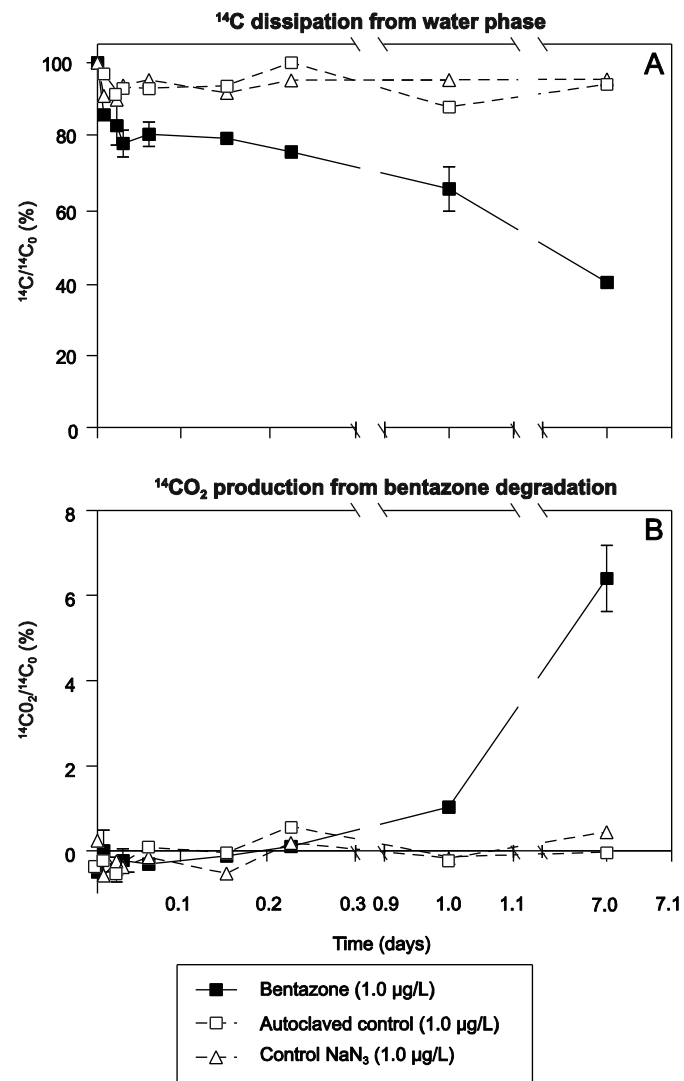 ¹⁴C dissipation from water phase
A
100
80
60
40
20
0
¹⁴C/¹⁴C₀ (%)
¹⁴CO₂ production from bentazone degradation
B
8
6
4
2
0
¹⁴C0₂/¹⁴C₀ (%)
0.1 0.2 0.3 0.9 1.0 1.1 7.0 7.1
Time (days)
Bentazone (1.0 µg/L)
Autoclaved control (1.0 µg/L)
Control NaN₃ (1.0 µg/L)